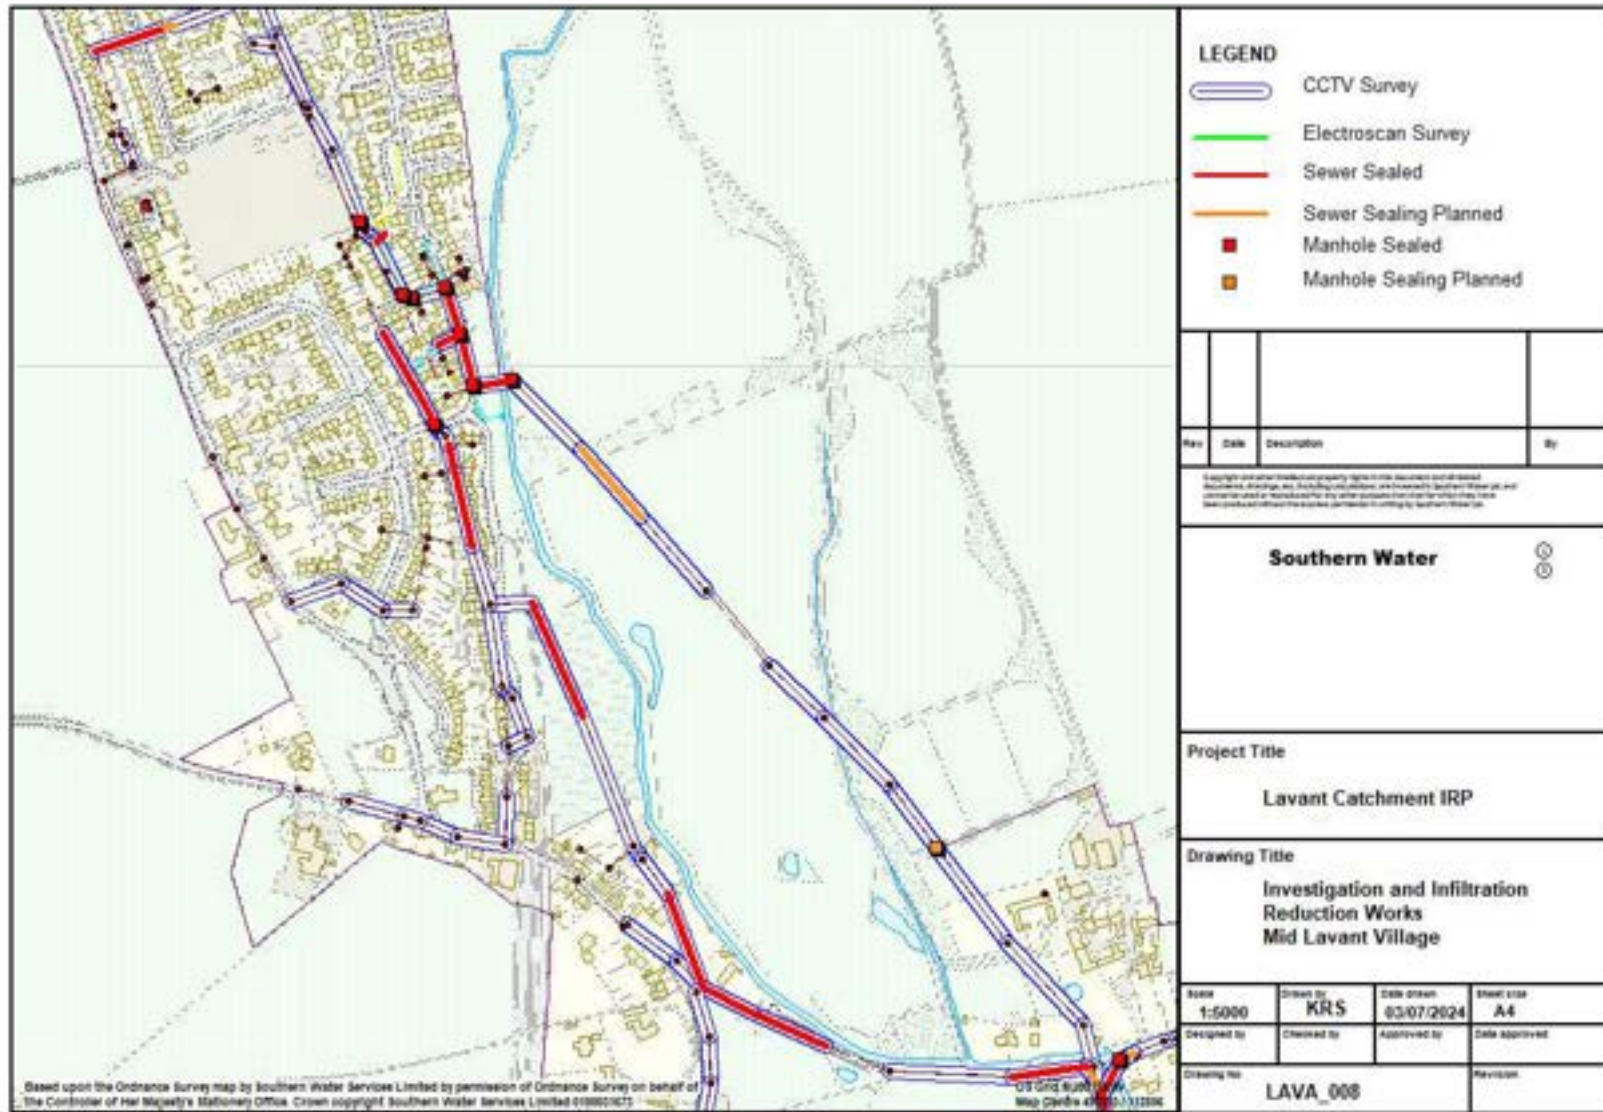 LEGEND
CCTV Survey
Electroscan Survey
Sewer Sealed
Sewer Sealing Planned
Manhole Sealed
Manhole Sealing Planned
Rev Date Description By
Southern Water
Project Title
Lavant Catchment IRP
Drawing Title
Investigation and Infiltration
Reduction Works
Mid Lavant Village
Scale Drawn by Date drawn Sheet size
1:5000 KRS 03/07/2024 A4
Designed by Checked by Approved by Date approved
Drawing No Revision
LAVA_008
Based upon the Ordnance Survey map by Southern Water Services Limited by permission of Ordnance Survey on behalf of
the Controller of Her Majesty's Stationery Office. Crown copyright Southern Water Services Limited
Map Centre